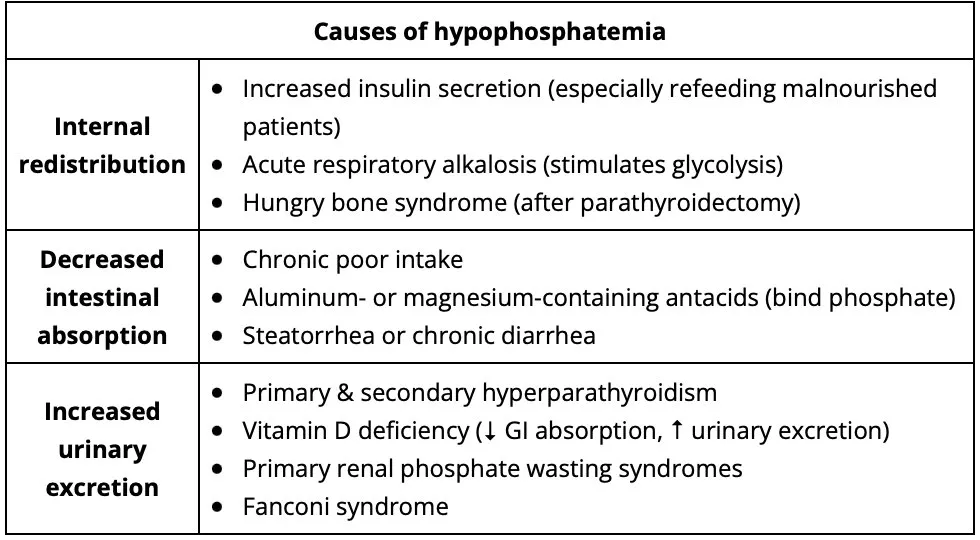 Causes of hypophosphatemia
Internal
redistribution
• Increased insulin secretion (especially refeeding malnourished
patients)
• Acute respiratory alkalosis (stimulates glycolysis)
• Hungry bone syndrome (after parathyroidectomy)
Decreased
intestinal
absorption
• Chronic poor intake
• Aluminum- or magnesium-containing antacids (bind phosphate)
• Steatorrhea or chronic diarrhea
Increased
urinary
excretion
• Primary & secondary hyperparathyroidism
• Vitamin D deficiency (↓ GI absorption, ↑ urinary excretion)
• Primary renal phosphate wasting syndromes
• Fanconi syndrome